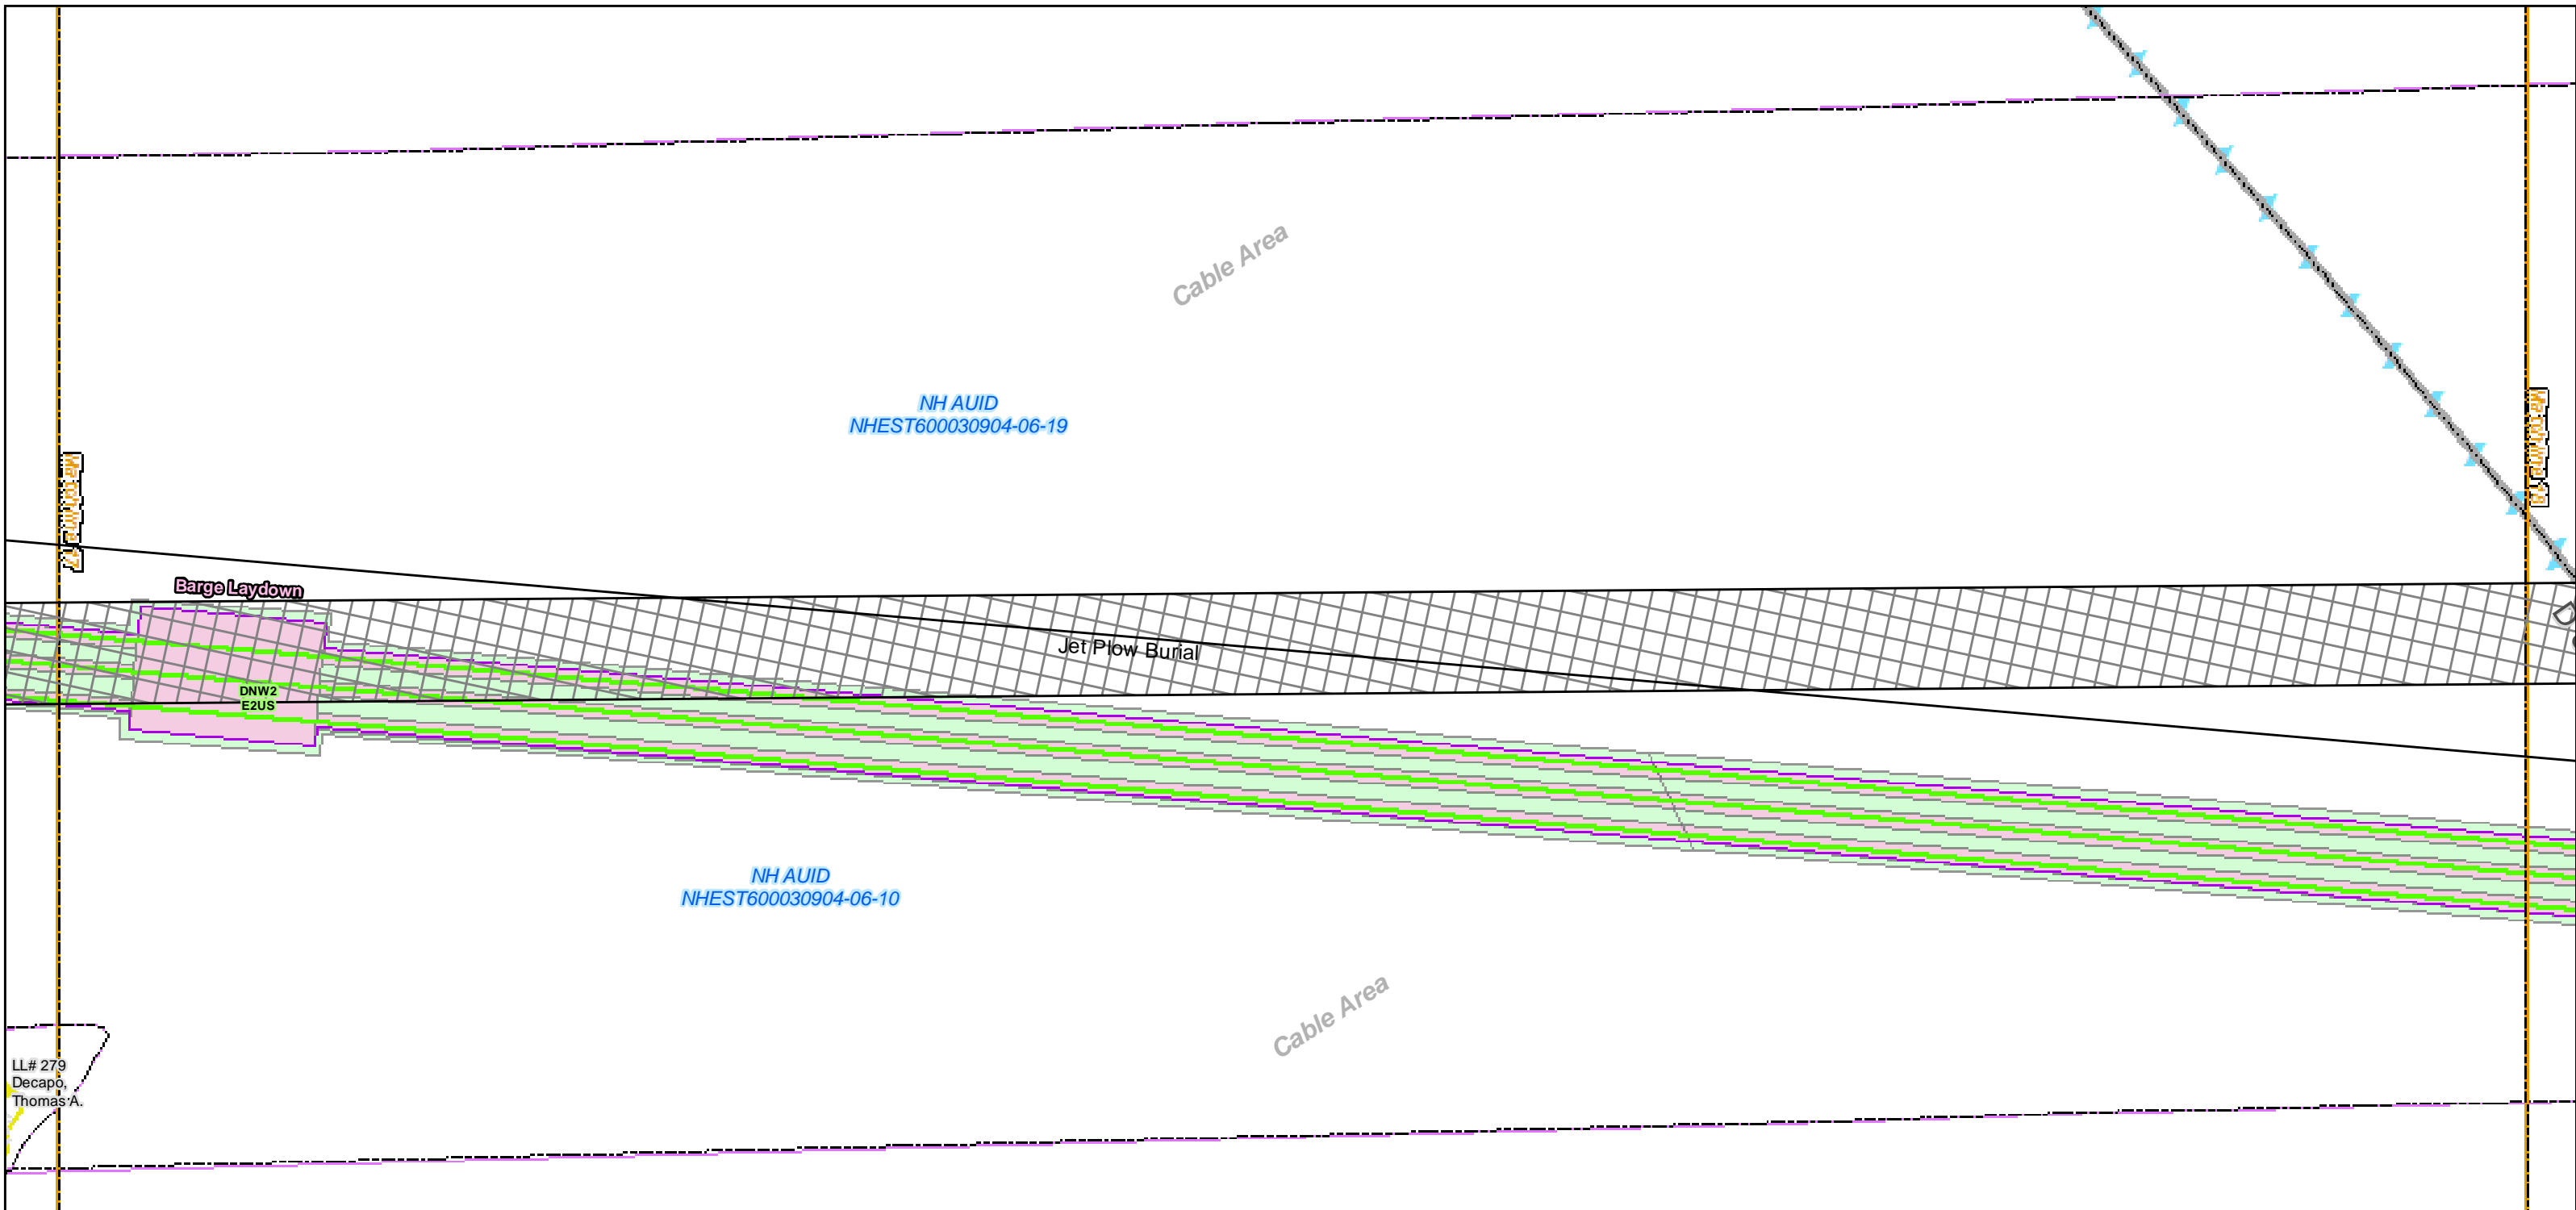 Cable Area
NH AUID
NHEST600030904-06-19
Barge Laydown
Jet Plow Burial
DNW2
E2US
NH AUID
NHEST600030904-06-10
Cable Area
LL# 279
Decapo,
Thomas A.